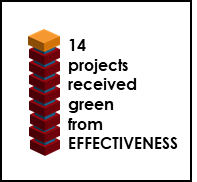 14
projects
received
green
from
EFFECTIVENESS